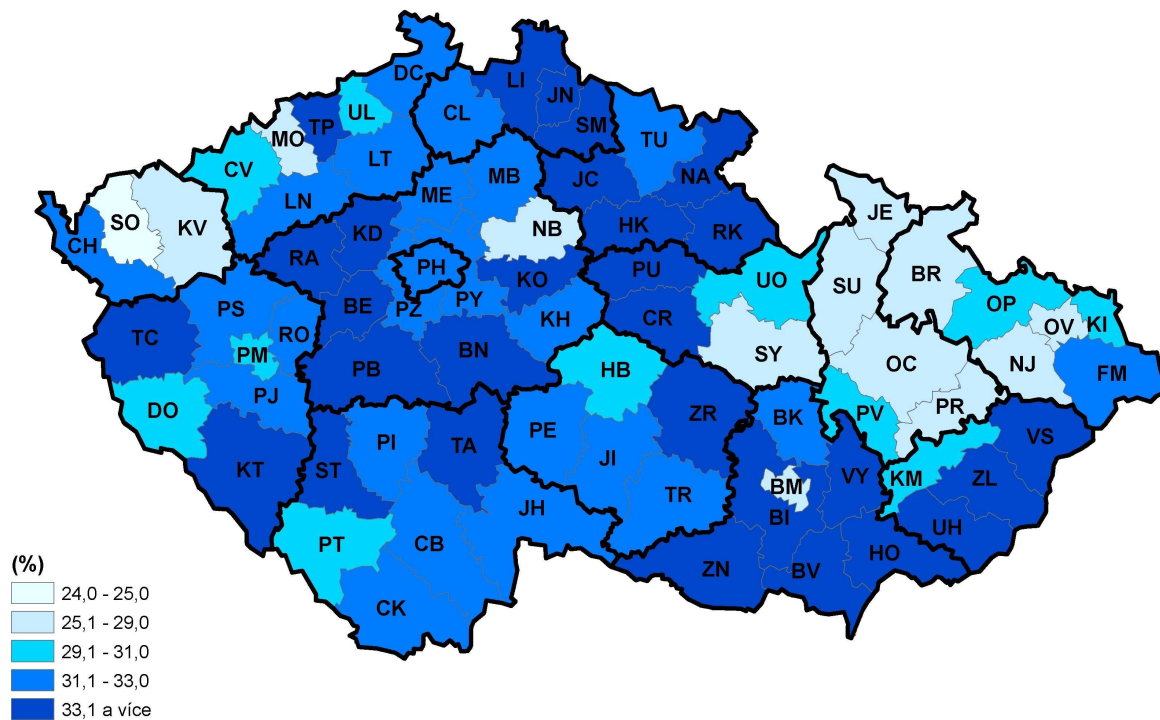 DC
LI
JN
SM
UL
CL
TU
MO
TP
CV
LT
MB
JC
NA
ME
LN
HK
RK
SO
KV
CH
NB
JE
KD
RA
PH
KO
PU
UO
BR
SU
OP
KI
OV
BE
PZ
PY
KH
CR
TC
PS
RO
PM
BN
SY
OC
NJ
FM
PB
HB
DO
PJ
PR
ZR
BK
PV
VS
KT
ST
PI
TA
PE
JI
VY
KM
ZL
TR
BM
BI
UH
JH
PT
CB
HO
ZN
BV
CK
(%)
24,0 - 25,0
25,1 - 29,0
29,1 - 31,0
31,1 - 33,0
33,1 a více